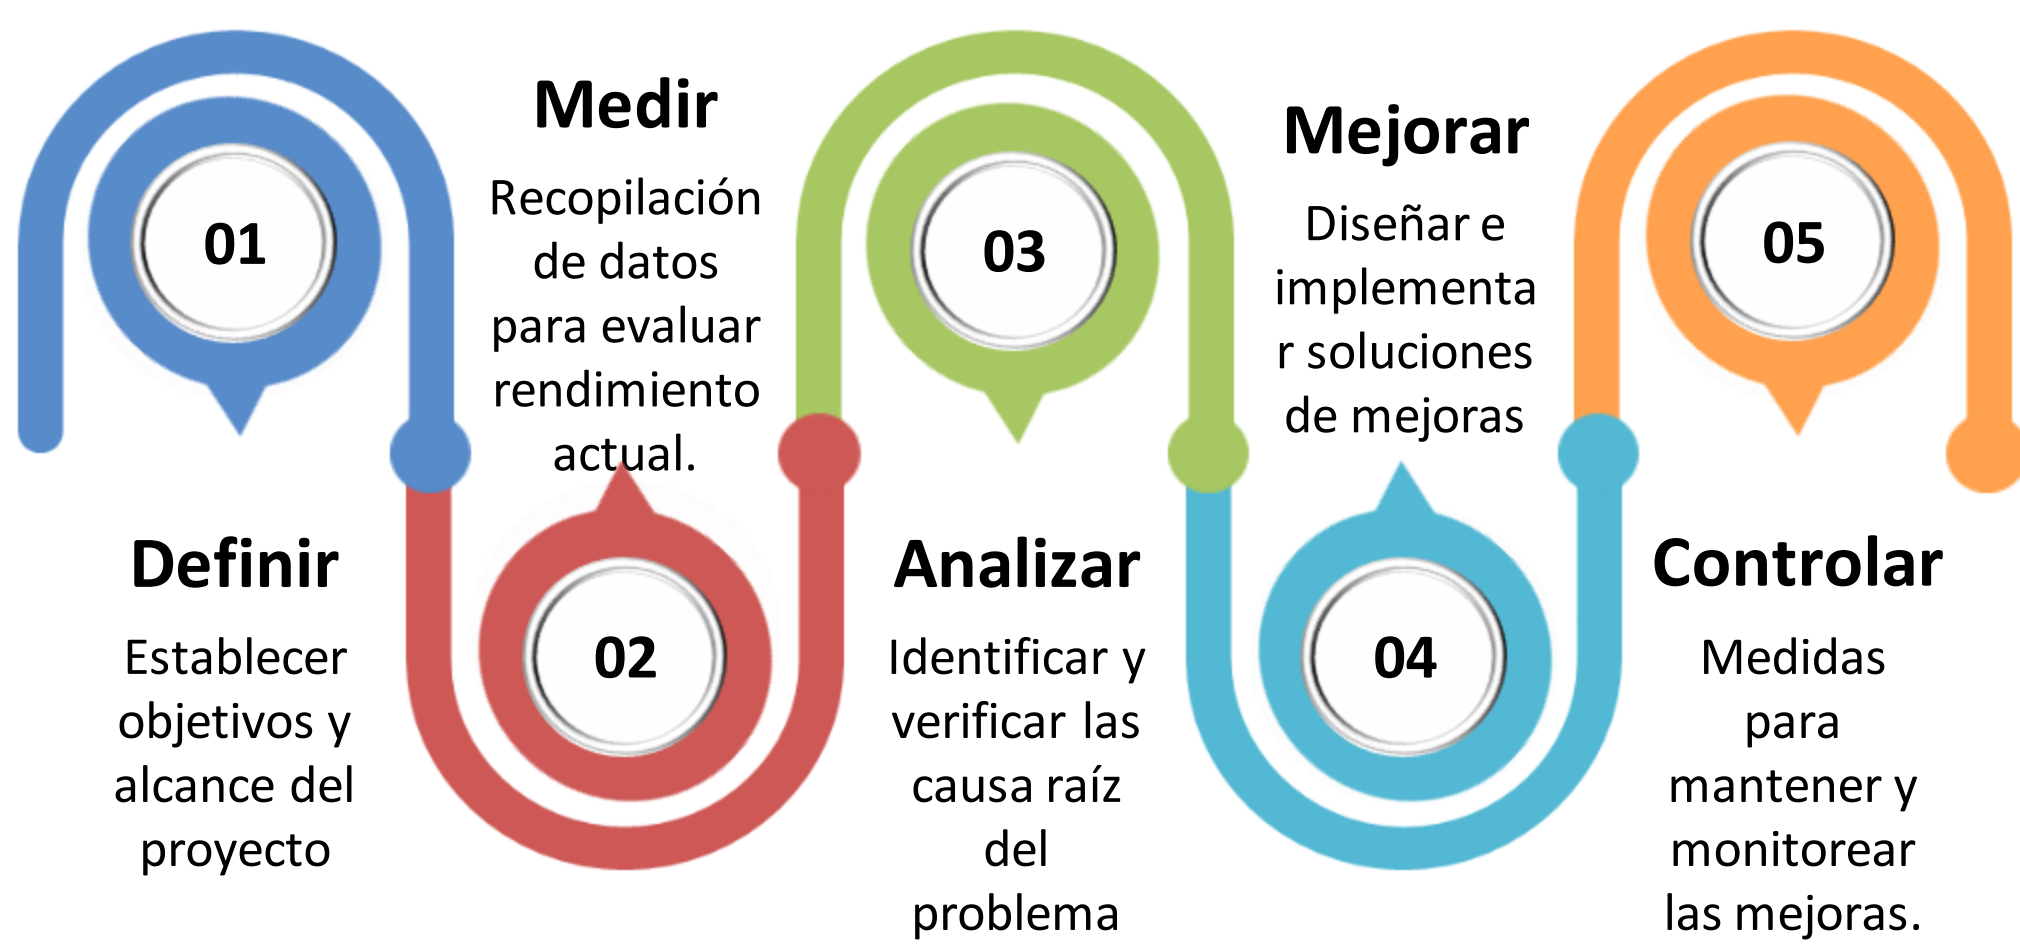 01
Definir
Establecer
objetivos y
alcance del
proyecto
Medir
Recopilación
de datos
para evaluar
rendimiento
actual.
02
03
Analizar
Identificar y
verificar las
causa raíz
del
problema
Mejorar
Diseñar e
implementa
r soluciones
de mejoras
04
05
Controlar
Medidas
para
mantener y
monitorear
las mejoras.